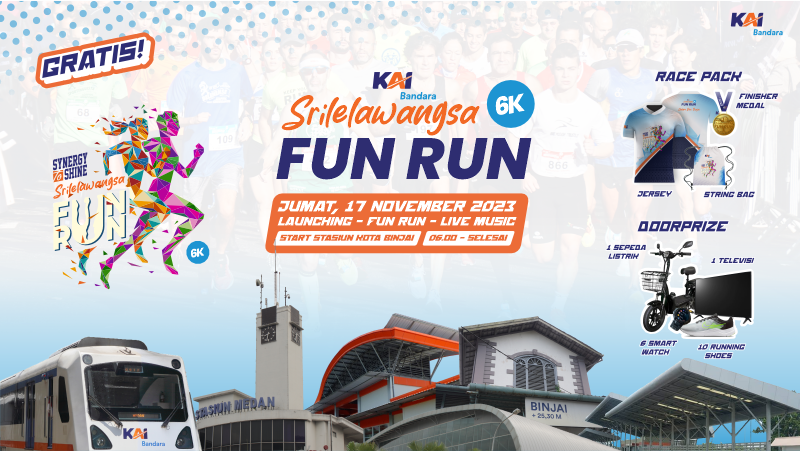 GRATIS!
KAI
Bandara
KAI
Bandara
Srilelawangsa
6K
FUN RUN
JUMAT, 17 NOVEMBER 2023
LAUNCHING - FUN RUN - LIVE MUSIC
START STASIUN KOTA BINJAI
06.00 - SELESAI
SYNERGY
TO SHINE
Srilelawangsa
FUN
RUN
6K
RACE PACK
FINISHER
MEDAL
JERSEY
STRING BAG
DOORPRIZE
1 SEPEDA
LISTRIK
1 TELEVISI
6 SMART
WATCH
10 RUNNING
SHOES
STASIUN MEDAN
BINJAI
+ 25,30 M
KAI
Bandara
109
866